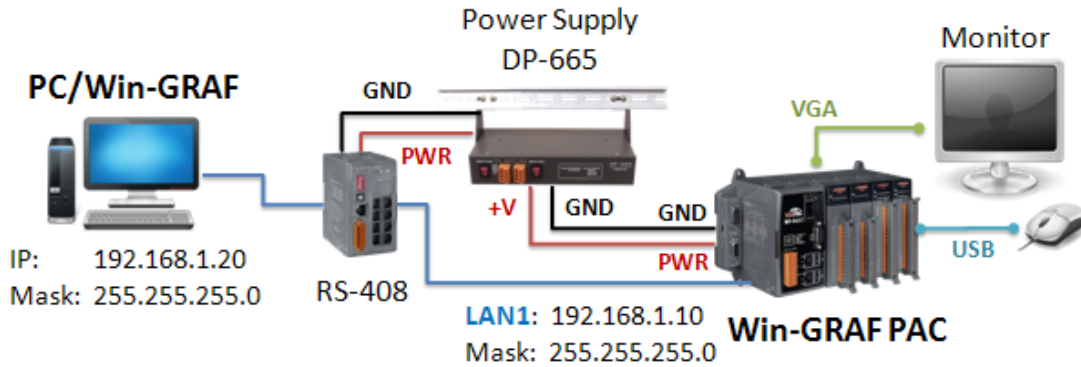 Power Supply
DP-665
Monitor
PC/Win-GRAF
GND
VGA
PWR
DP-665
+V
GND
GND
PWR
USB
IP: 192.168.1.20
Mask: 255.255.255.0
RS-408
LAN1: 192.168.1.10
Mask: 255.255.255.0
Win-GRAF PAC